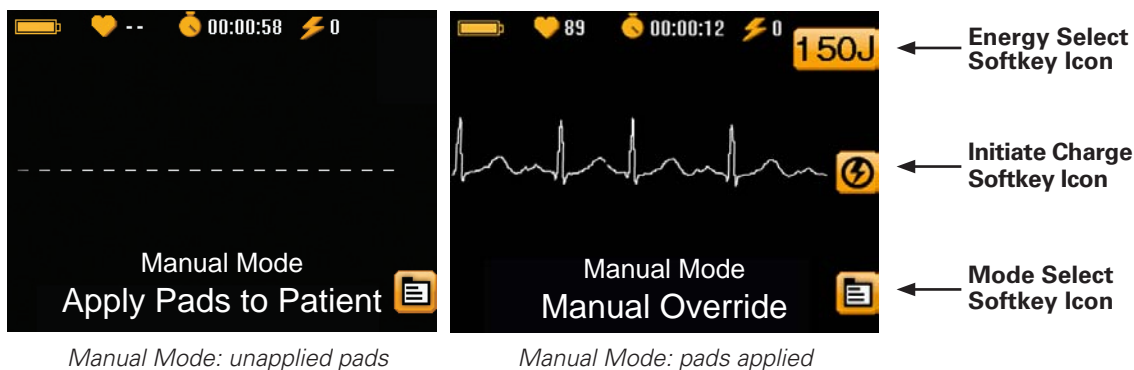 -- 00:00:58 0
89 00:00:12 0
150J
Energy Select
Softkey Icon
Initiate Charge
Softkey Icon
Manual Mode
Apply Pads to Patient
Manual Mode
Manual Override
Mode Select
Softkey Icon
Manual Mode: unapplied pads
Manual Mode: pads applied